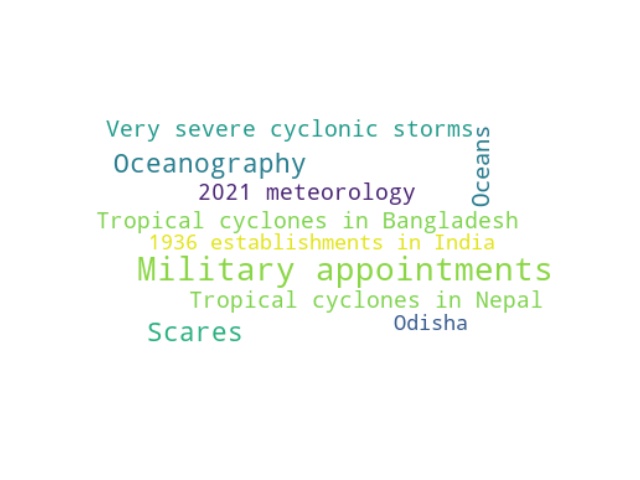 Very severe cyclonic storms
Oceans
Oceanography
2021 meteorology
Tropical cyclones in Bangladesh
1936 establishments in India
Military appointments
Tropical cyclones in Nepal
Odisha
Scares